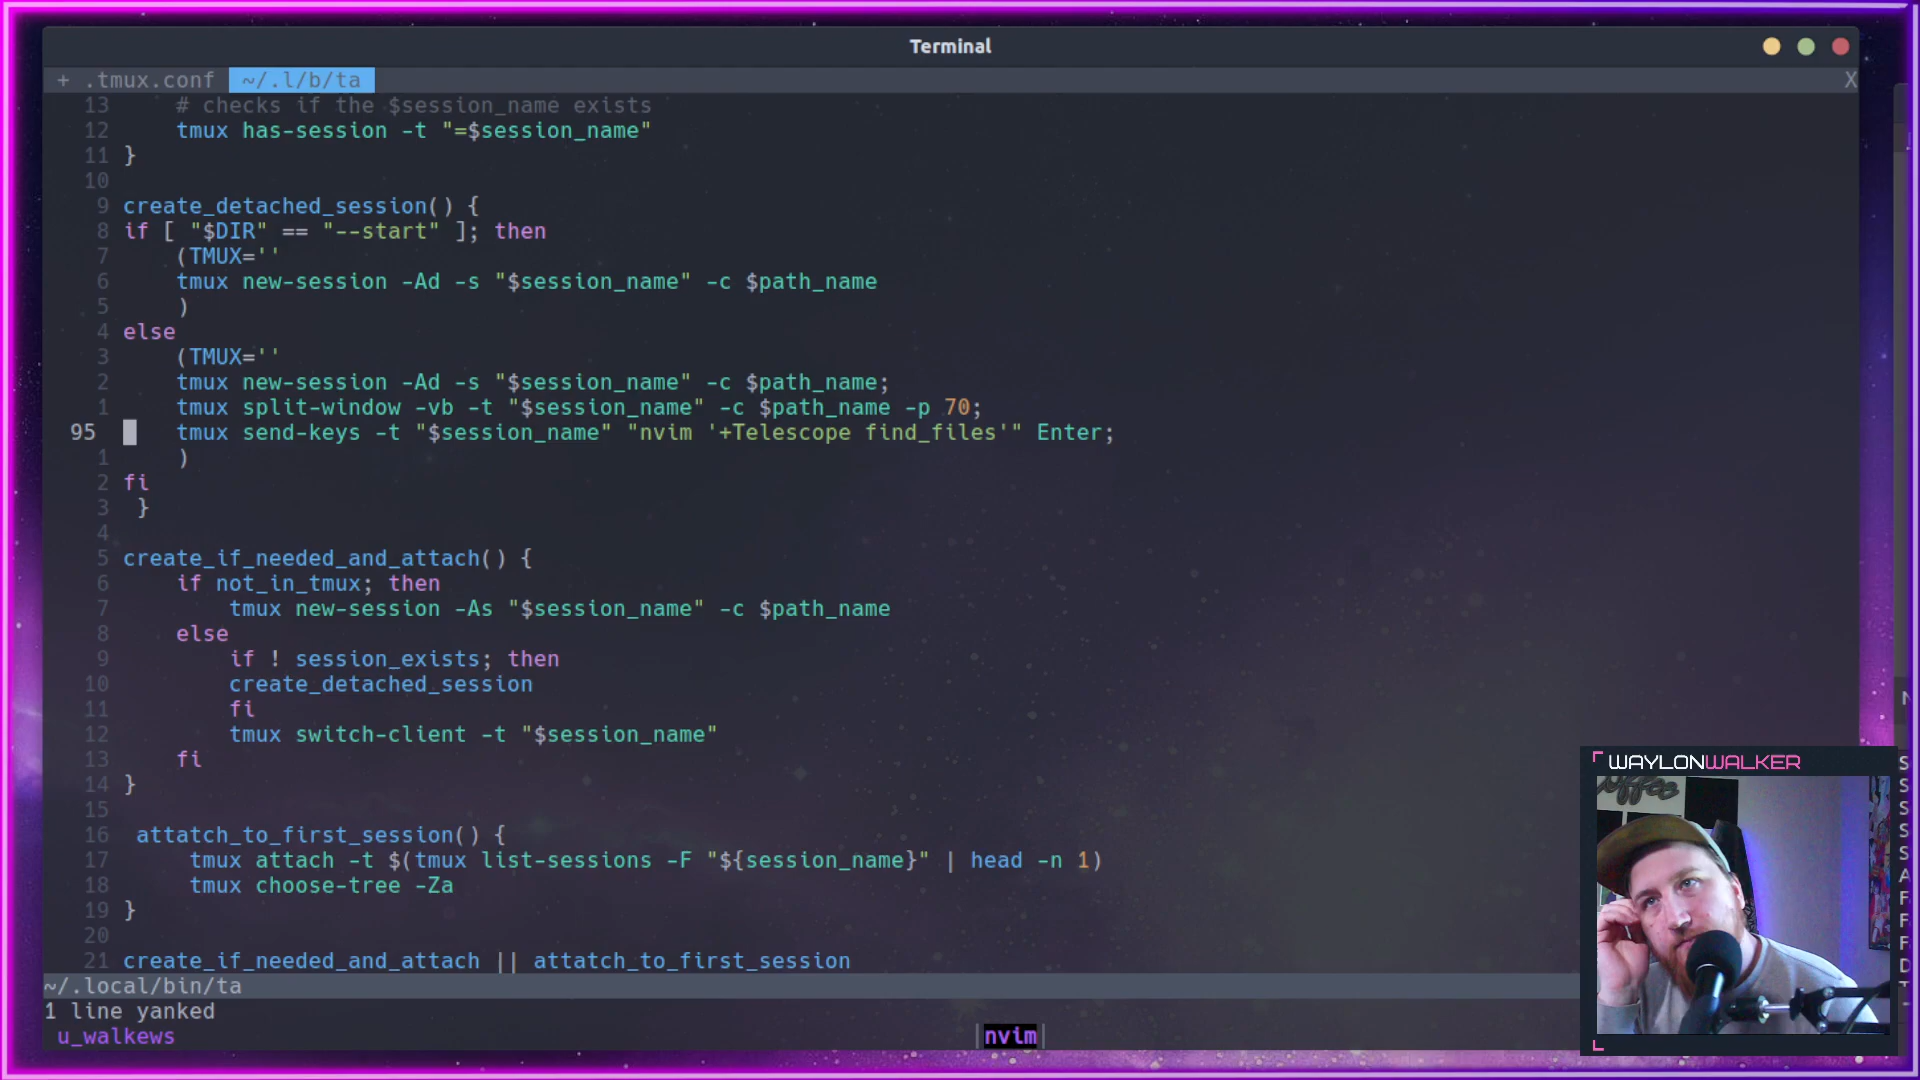 Terminal
+ .tmux.conf ~/.l/b/ta X
13 # checks if the $session_name exists
12 tmux has-session -t "=$session_name"
11 }
10
9 create_detached_session() {
8 if [ "$DIR" == "--start" ]; then
7 (TMUX=''
6 tmux new-session -Ad -s "$session_name" -c $path_name
5 )
4 else
3 (TMUX=''
2 tmux new-session -Ad -s "$session_name" -c $path_name;
1 tmux split-window -vb -t "$session_name" -c $path_name -p 70;
95 tmux send-keys -t "$session_name" "nvim '+Telescope find_files'" Enter;
1 )
2 fi
3 }
4
5 create_if_needed_and_attach() {
6 if not_in_tmux; then
7 tmux new-session -As "$session_name" -c $path_name
8 else
9 if ! session_exists; then
10 create_detached_session
11 fi
12 tmux switch-client -t "$session_name"
13 fi
14 }
15
16 attatch_to_first_session() {
17 tmux attach -t $(tmux list-sessions -F "${session_name}" | head -n 1)
18 tmux choose-tree -Za
19 }
20
21 create_if_needed_and_attach || attatch_to_first_session
~/.local/bin/ta
1 line yanked
u_walkews |nvim|
WAYLONWALKER